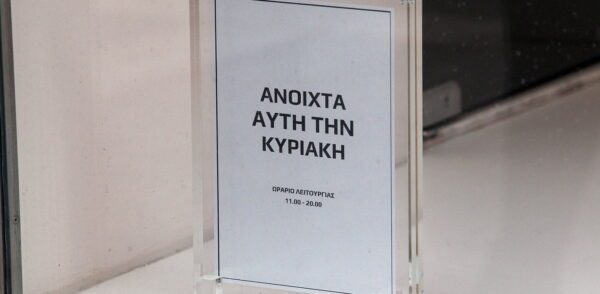 ΑΝΟΙΧΤΑ
ΑΥΤΗ ΤΗΝ
ΚΥΡΙΑΚΗ
ΩΡΑΡΙΟ ΛΕΙΤΟΥΡΓΙΑΣ
11.00 - 20.00